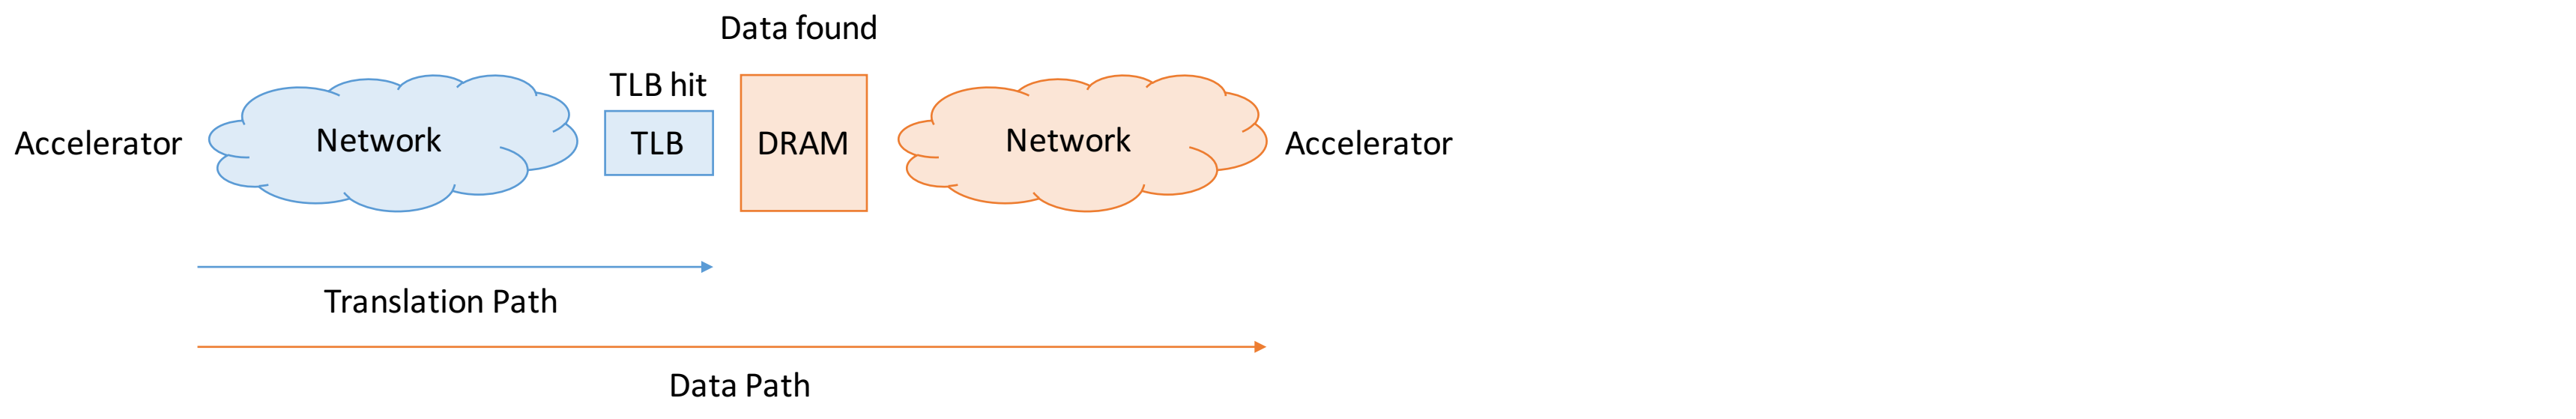 Data found
TLB hit
Accelerator
Network
TLB
DRAM
Network
Accelerator
Translation Path
Data Path